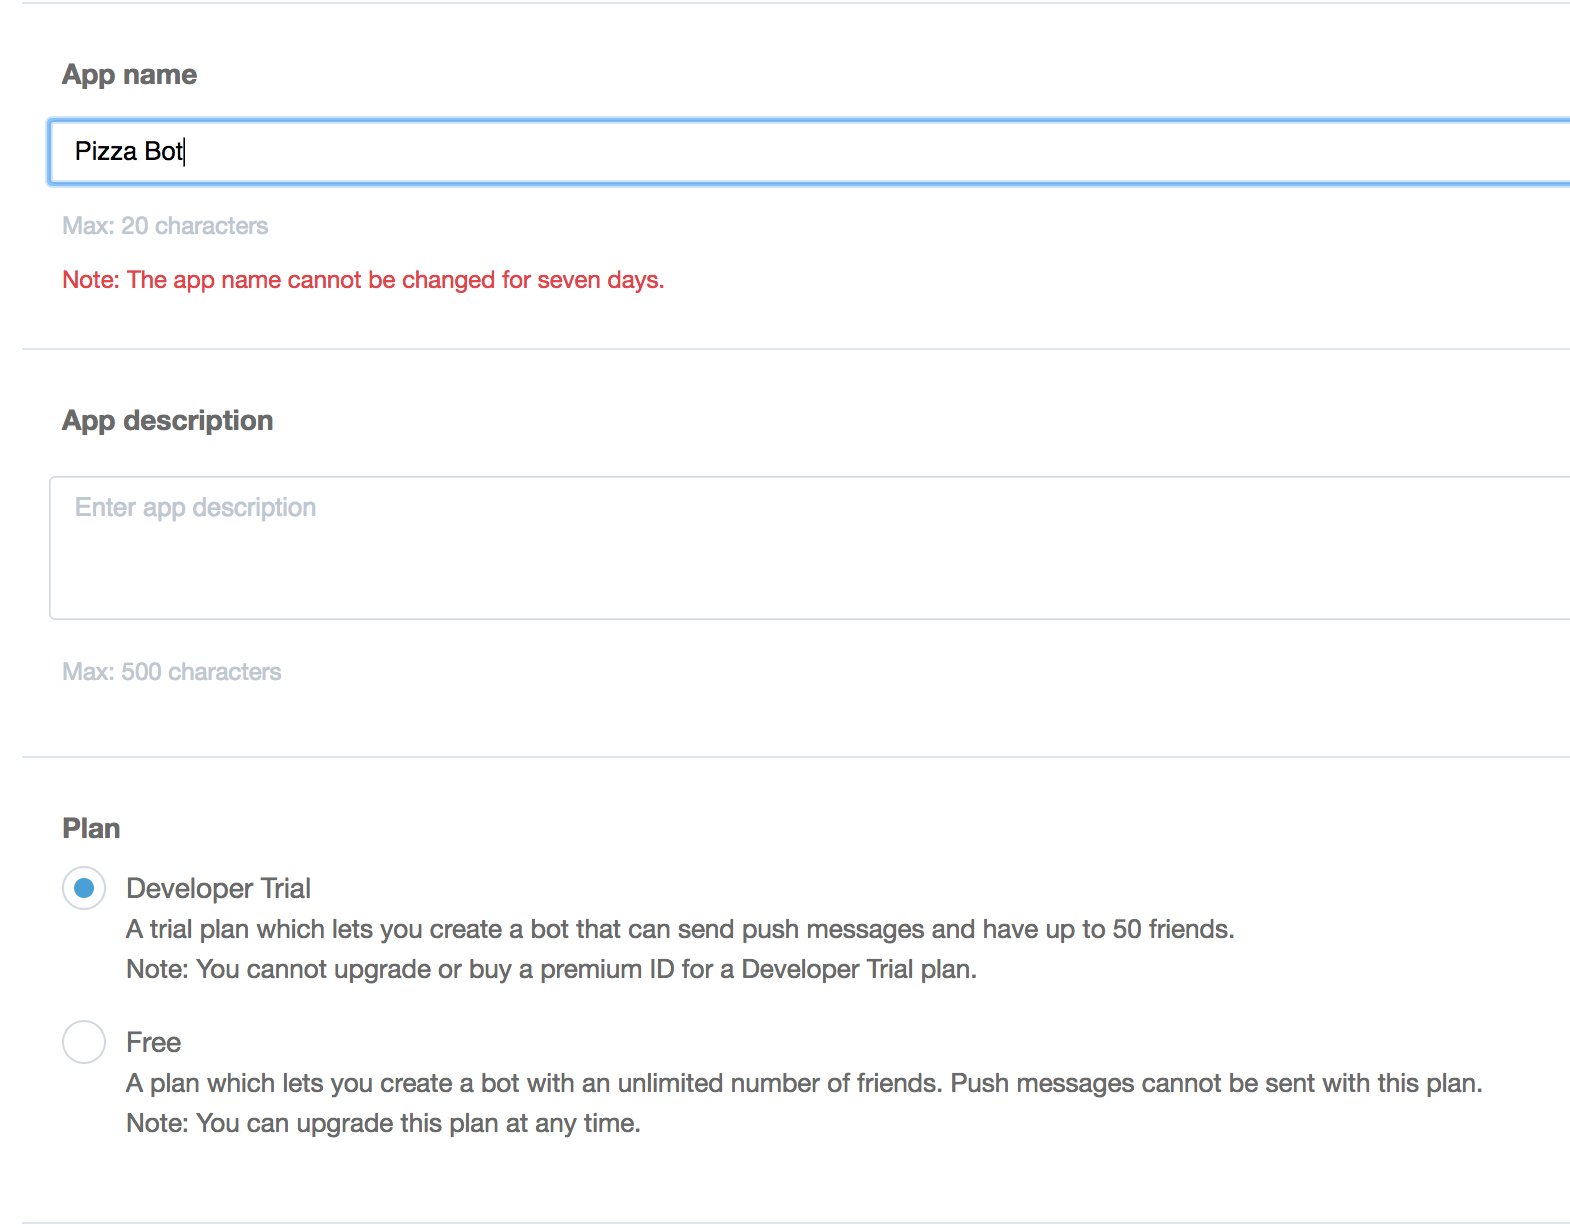 App name
Pizza Bot
Max: 20 characters
Note: The app name cannot be changed for seven days.
App description
Enter app description
Max: 500 characters
Plan
Developer Trial
A trial plan which lets you create a bot that can send push messages and have up to 50 friends.
Note: You cannot upgrade or buy a premium ID for a Developer Trial plan.
Free
A plan which lets you create a bot with an unlimited number of friends. Push messages cannot be sent with this plan.
Note: You can upgrade this plan at any time.